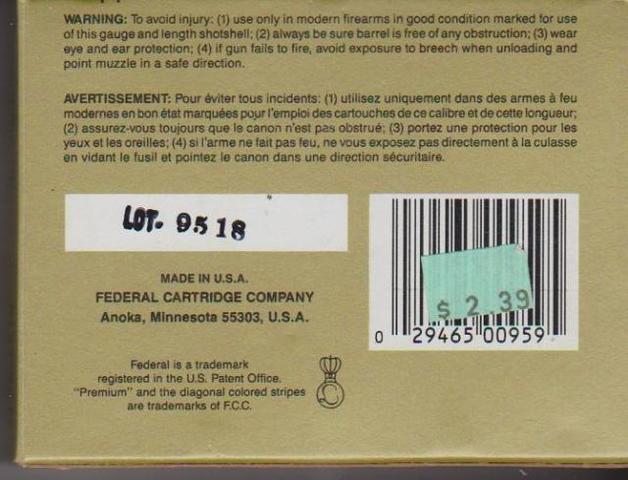 WARNING: To avoid injury: (1) use only in modern firearms in good condition marked for use
of this gauge and length shotshell; (2) always be sure barrel is free of any obstruction; (3) wear
eye and ear protection; (4) if gun fails to fire, avoid exposure to breech when unloading and
point muzzle in a safe direction.
AVERTISSEMENT: Pour éviter tous incidents: (1) utilisez uniquement dans des armes à feu
modernes en bon état marquées pour l'emploi des cartouches de ce calibre et de cette longueur;
(2) assurez-vous toujours que le canon n'est pas obstrué; (3) portez une protection pour les
yeux et les oreilles; (4) si l'arme ne fait pas feu, ne vous exposez pas directement à la culasse
en vidant le fusil et pointez le canon dans une direction sécuritaire.
LOT. 9518
MADE IN U.S.A.
FEDERAL CARTRIDGE COMPANY
Anoka, Minnesota 55303, U.S.A.
$ 2.39
0 29465 00959
Federal is a trademark
registered in the U.S. Patent Office.
"Premium" and the diagonal colored stripes
are trademarks of F.C.C.